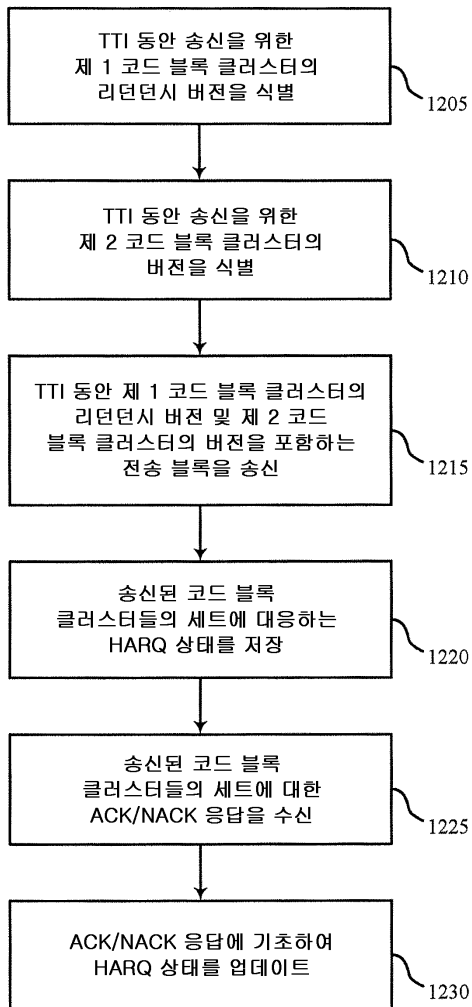 TTI 동안 송신을 위한
제 1 코드 블록 클러스터의
리던던시 버전을 식별
1205
TTI 동안 송신을 위한
제 2 코드 블록 클러스터의
버전을 식별
1210
TTI 동안 제 1 코드 블록 클러스터의
리던던시 버전 및 제 2 코드
블록 클러스터의 버전을 포함하는
전송 블록을 송신
1215
송신된 코드 블록
클러스터들의 세트에 대응하는
HARQ 상태를 저장
1220
송신된 코드 블록
클러스터들의 세트에 대한
ACK/NACK 응답을 수신
1225
ACK/NACK 응답에 기초하여
HARQ 상태를 업데이트
1230